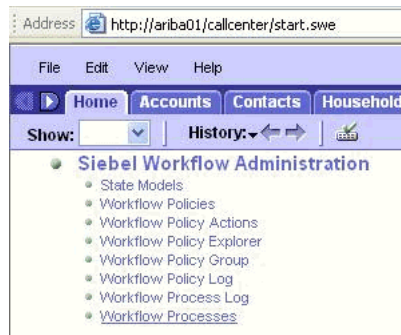 Address http://ariba01/callcenter/start.swe
File Edit View Help
Home Accounts Contacts Household
Show: History:
Siebel Workflow Administration
State Models
Workflow Policies
Workflow Policy Actions
Workflow Policy Explorer
Workflow Policy Group
Workflow Policy Log
Workflow Process Log
Workflow Processes